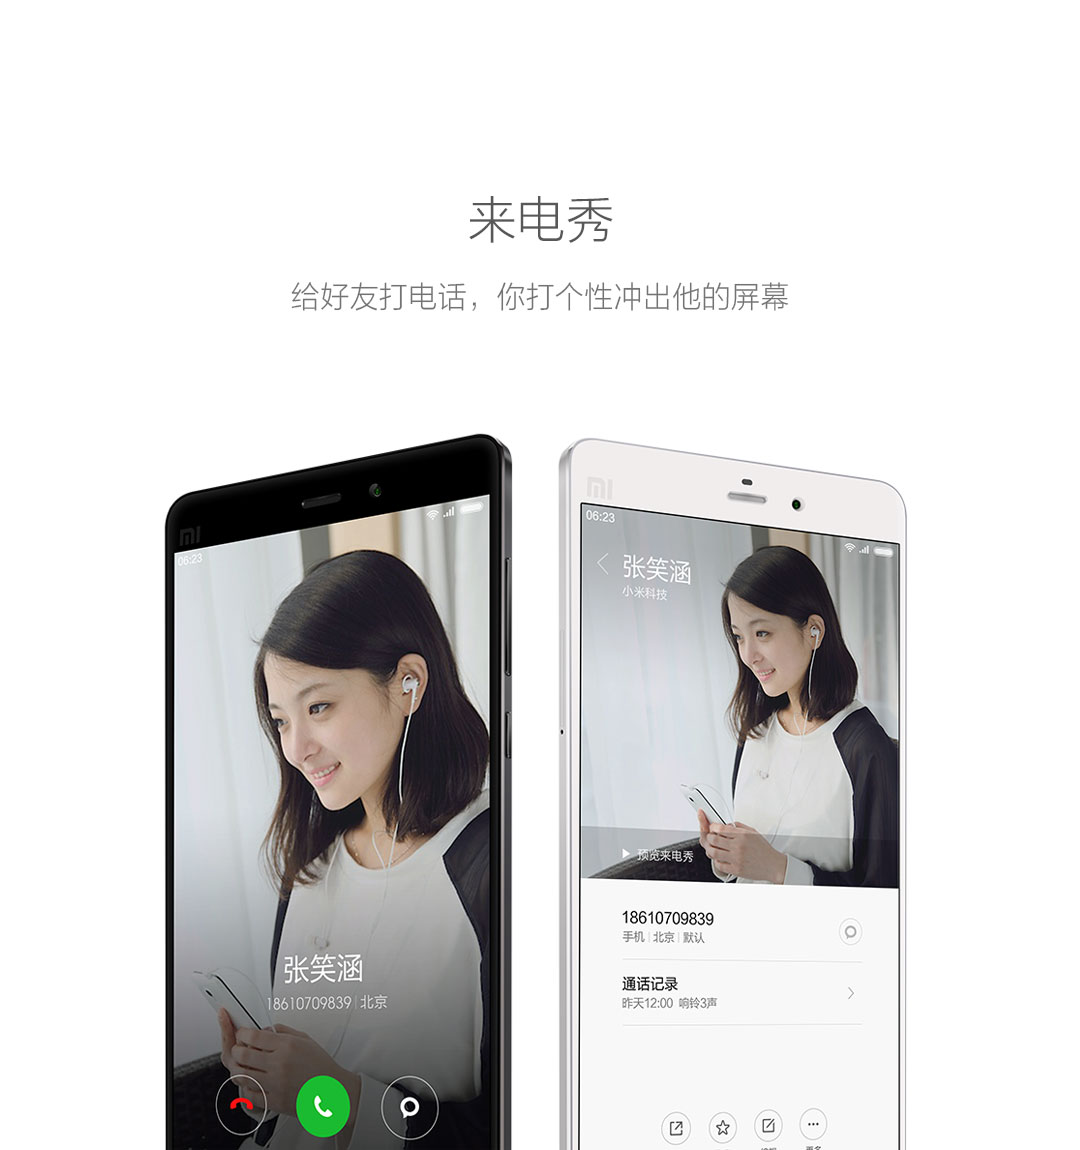 来电秀
给好友打电话，你打个性冲出他的屏幕
MI
06:23
张笑涵
18610709839 | 北京
MI
06:23
张笑涵
小米科技
预览来电秀
18610709839
手机 | 北京 | 默认
通话记录
昨天12:00 响铃3声